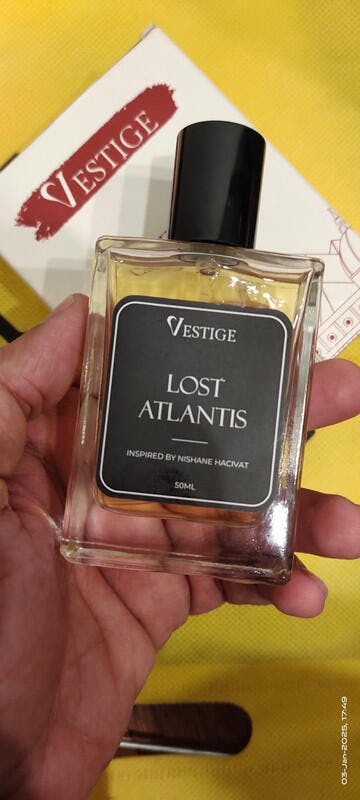 VESTIGE
VESTIGE
LOST
ATLANTIS
INSPIRED BY NISHANE HACIVAT
50ML
03-Jan-2025, 17:49